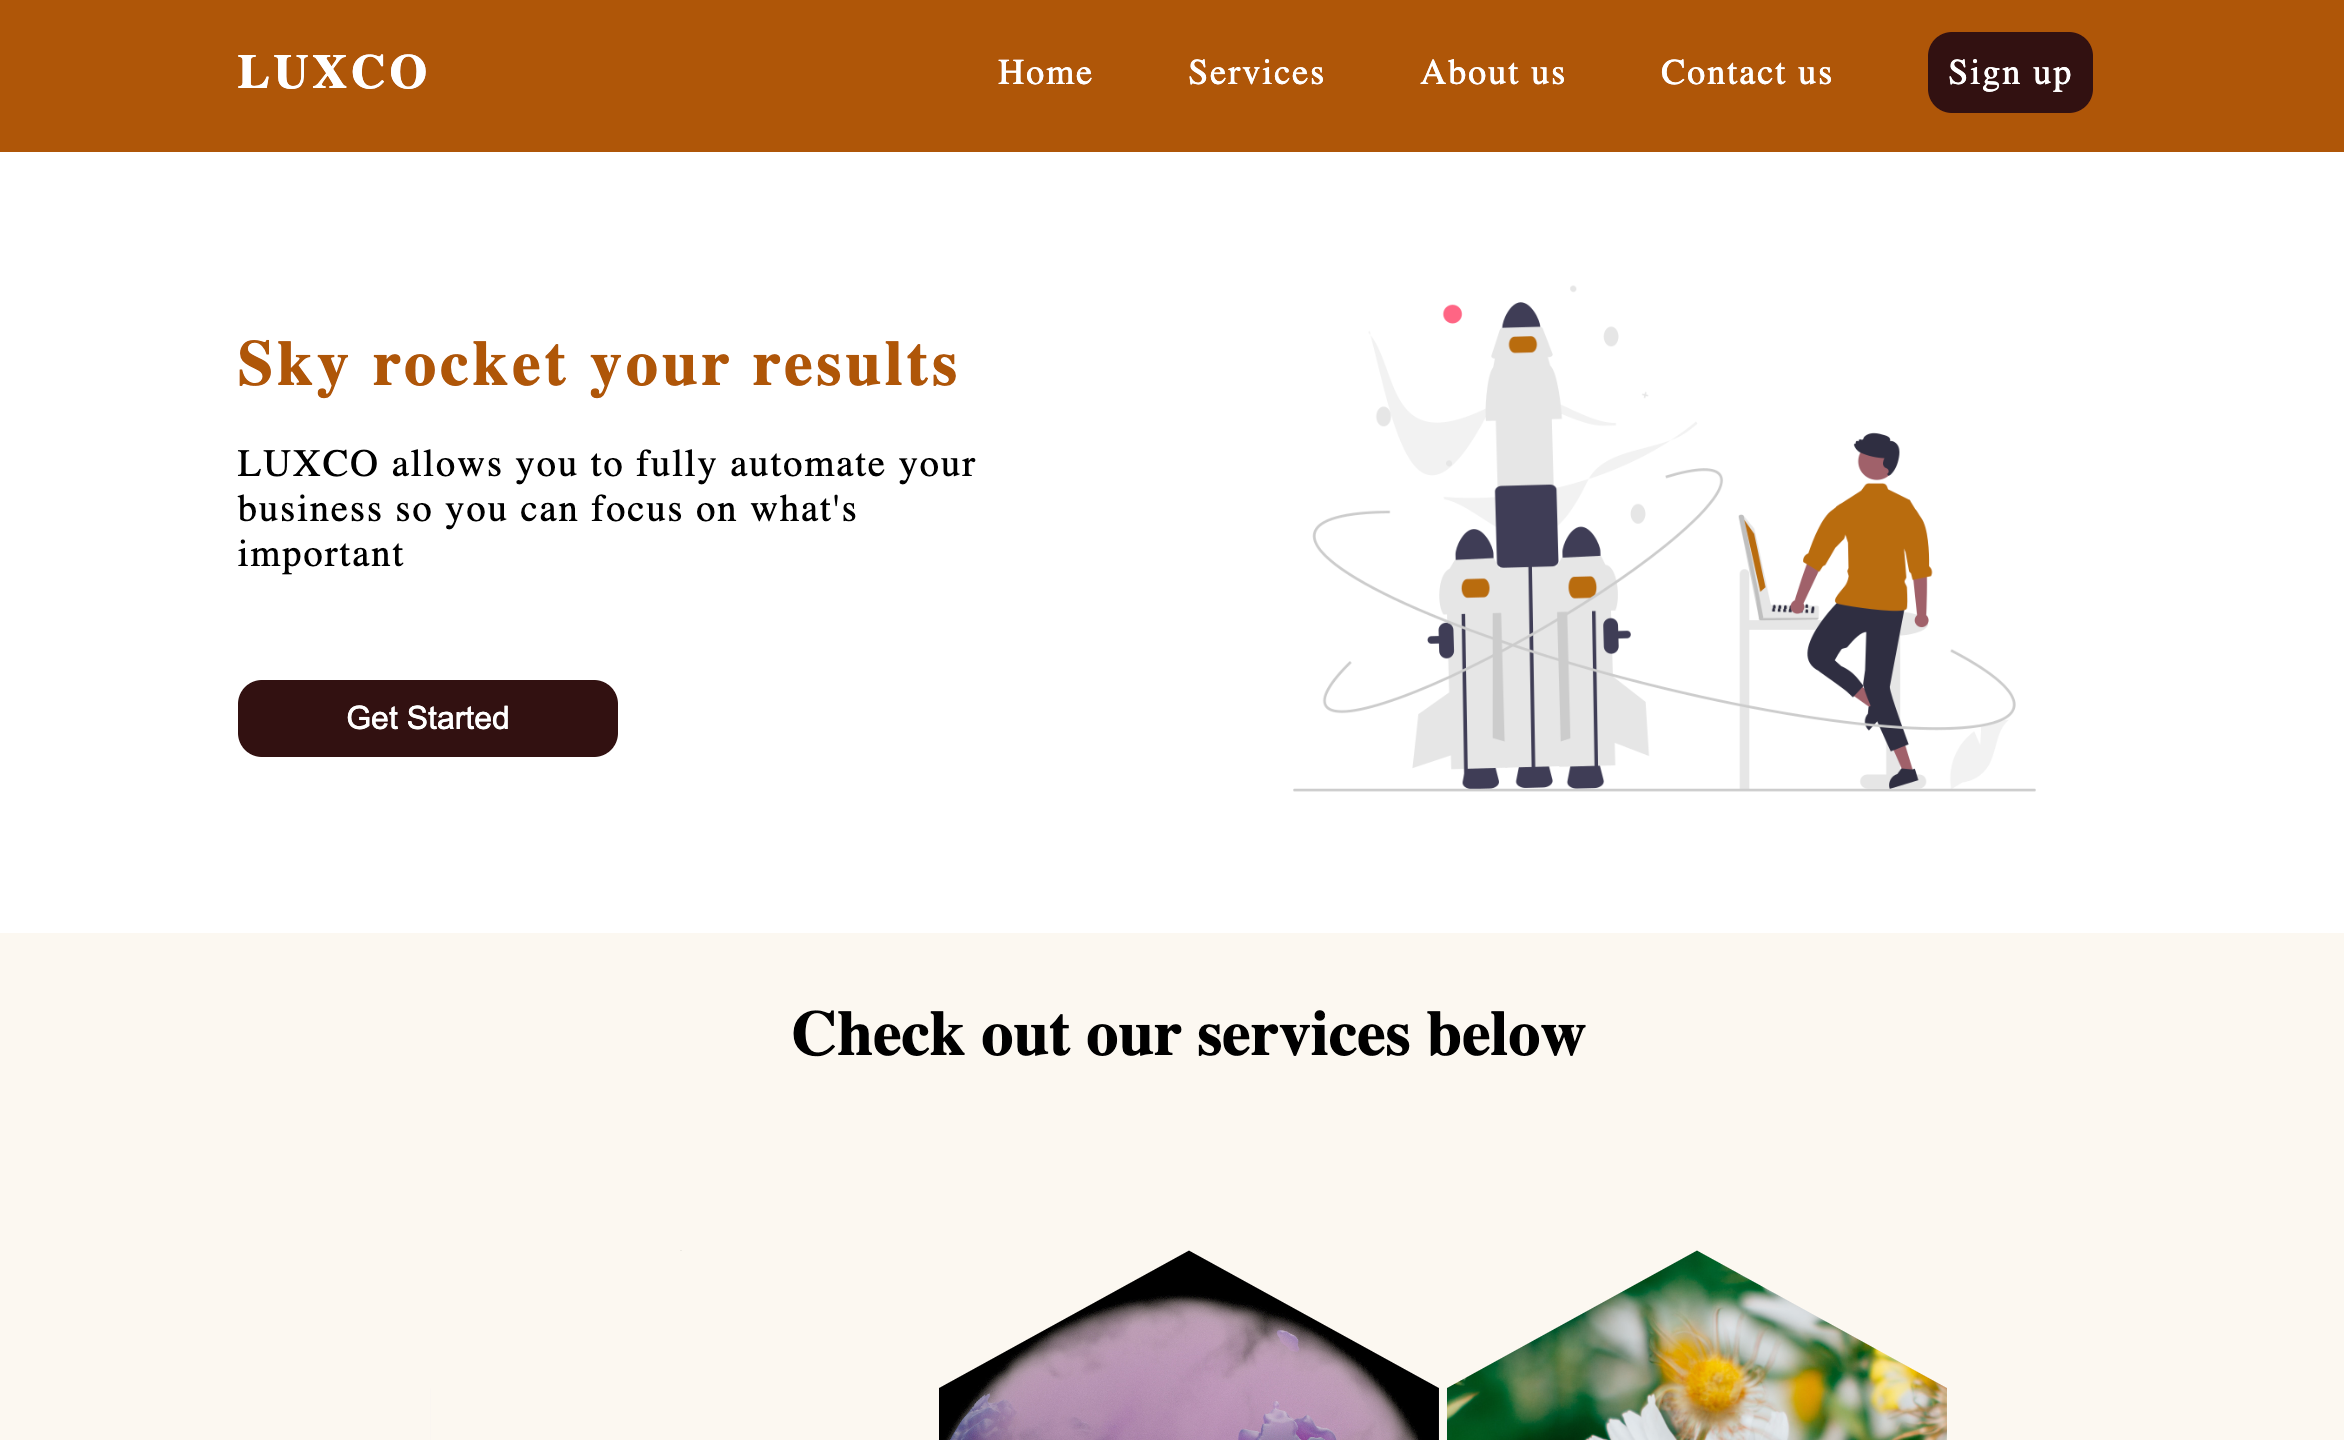 LUXCO
Home
Services
About us
Contact us
Sign up
Sky rocket your results
LUXCO allows you to fully automate your
business so you can focus on what's
important
Get Started
Check out our services below